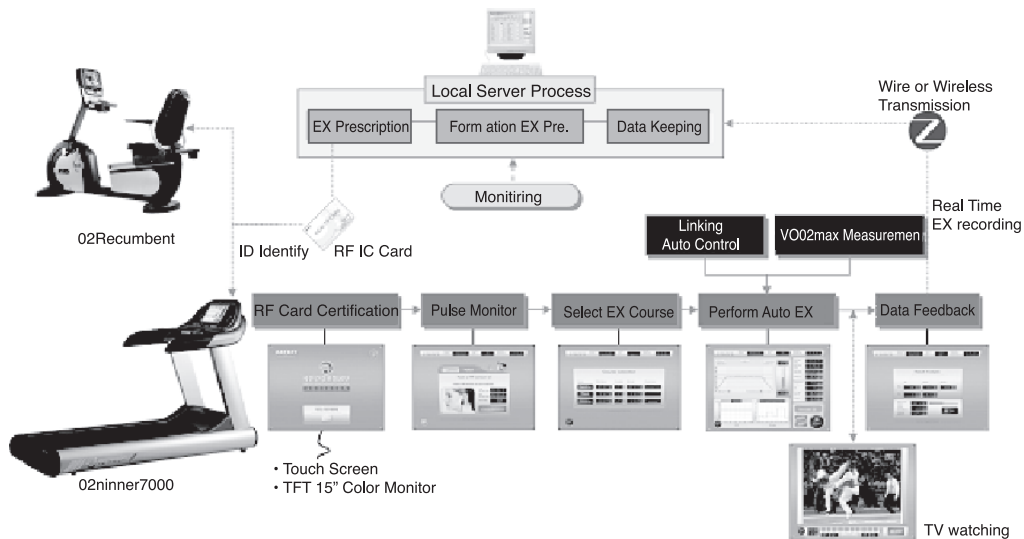 Local Server Process
EX Prescription
Form ation EX Pre.
Data Keeping
Wire or Wireless
Transmission
Monitiring
02Recumbent
ID Identify
RF IC Card
Linking
Auto Control
VO02max Measuremen
Real Time
EX recording
RF Card Certification
Pulse Monitor
Select EX Course
Perform Auto EX
Data Feedback
02ninner7000
• Touch Screen
• TFT 15" Color Monitor
TV watching